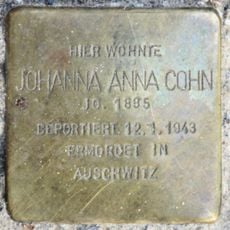 HIER WOHNTE
JOHANNA ANNA COHN
JG. 1885
DEPORTIERT 12.1.1943
ERMORDET IN
AUSCHWITZ